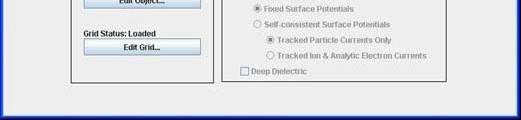 Edit Object...
Grid Status: Loaded
Edit Grid...
Fixed Surface Potentials
Self-consistent Surface Potentials
Tracked Particle Currents Only
Tracked Ion & Analytic Electron Currents
Deep Dielectric